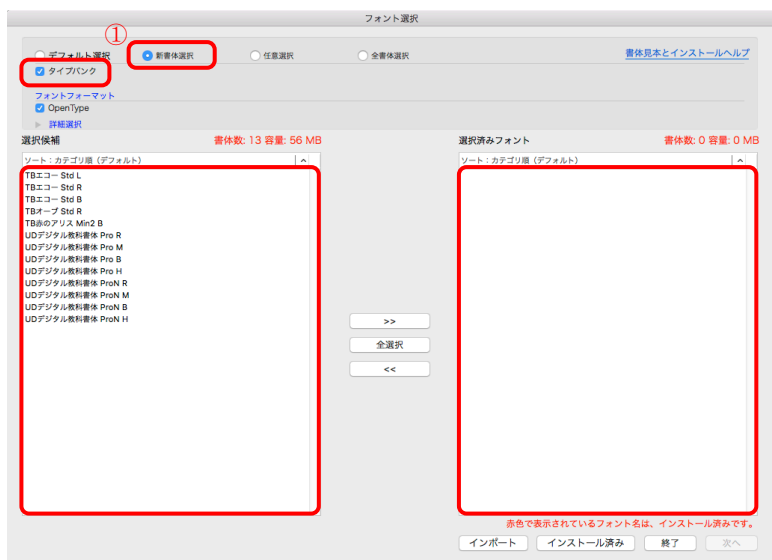 フォント選択
①
デフォルト選択 新書体選択 任意選択 全書体選択 書体見本とインストールヘルプ
タイプバンク
フォントフォーマット
OpenType
詳細選択
選択候補 書体数: 13 容量: 56 MB
ソート：カテゴリ順（デフォルト）
TBエコー Std L
TBエコー Std R
TBエコー Std B
TBオーブ Std R
TB赤のアリス Min2 B
UDデジタル教科書体 Pro R
UDデジタル教科書体 Pro M
UDデジタル教科書体 Pro B
UDデジタル教科書体 Pro H
UDデジタル教科書体 ProN R
UDデジタル教科書体 ProN M
UDデジタル教科書体 ProN B
UDデジタル教科書体 ProN H
>>
全選択
<<
選択済みフォント 書体数: 0 容量: 0 MB
ソート：カテゴリ順（デフォルト）
赤色で表示されているフォント名は、インストール済みです。
インポート インストール済み 終了 次へ